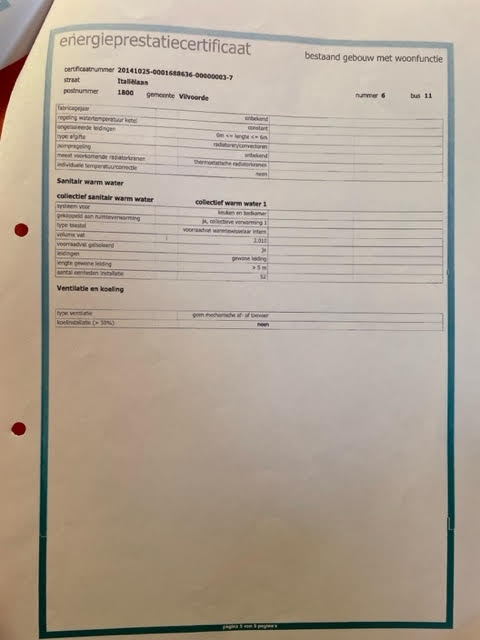 energieprestatiecertificaat
bestaand gebouw met woonfunctie
certificaatnummer 20141025-0001688636-00000003-7
straat Italiëlaan
postnummer 1800 gemeente Vilvoorde nummer 6 bus 11
fabricagejaar onbekend
regeling watertemperatuur ketel constant
ongeïsoleerde leidingen 0m <= lengte <= 6m
type afgifte radiatoren/convectoren
pompregeling onbekend
meest voorkomende radiatorkranen thermostatische radiatorkranen
individuele temperatuurcorrectie neen
Sanitair warm water
collectief sanitair warm water collectief warm water 1
systeem voor keuken en badkamer
gekoppeld aan ruimteverwarming ja, collectieve verwarming 1
type toestel voorraadvat warmtewisselaar intern
volume vat
voorraadvat geïsoleerd ja
leidingen gewone leiding
lengte gewone leiding > 5 m
aantal eenheden installatie 52
Ventilatie en koeling
type ventilatie geen mechanische af- of toevoer
koelinstallatie (> 50%) neen
pagina 5 van 5 pagina's